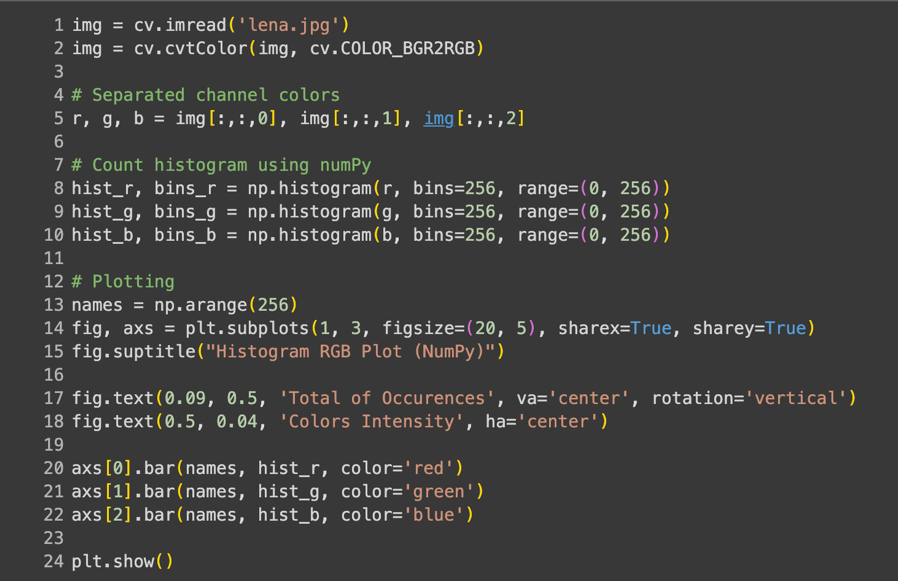 1 img = cv.imread('lena.jpg')
2 img = cv.cvtColor(img, cv.COLOR_BGR2RGB)
3
4 # Separated channel colors
5 r, g, b = img[:,:,0], img[:,:,1], img[:,:,2]
6
7 # Count histogram using numPy
8 hist_r, bins_r = np.histogram(r, bins=256, range=(0, 256))
9 hist_g, bins_g = np.histogram(g, bins=256, range=(0, 256))
10 hist_b, bins_b = np.histogram(b, bins=256, range=(0, 256))
11
12 # Plotting
13 names = np.arange(256)
14 fig, axs = plt.subplots(1, 3, figsize=(20, 5), sharex=True, sharey=True)
15 fig.suptitle("Histogram RGB Plot (NumPy)")
16
17 fig.text(0.09, 0.5, 'Total of Occurences', va='center', rotation='vertical')
18 fig.text(0.5, 0.04, 'Colors Intensity', ha='center')
19
20 axs[0].bar(names, hist_r, color='red')
21 axs[1].bar(names, hist_g, color='green')
22 axs[2].bar(names, hist_b, color='blue')
23
24 plt.show()